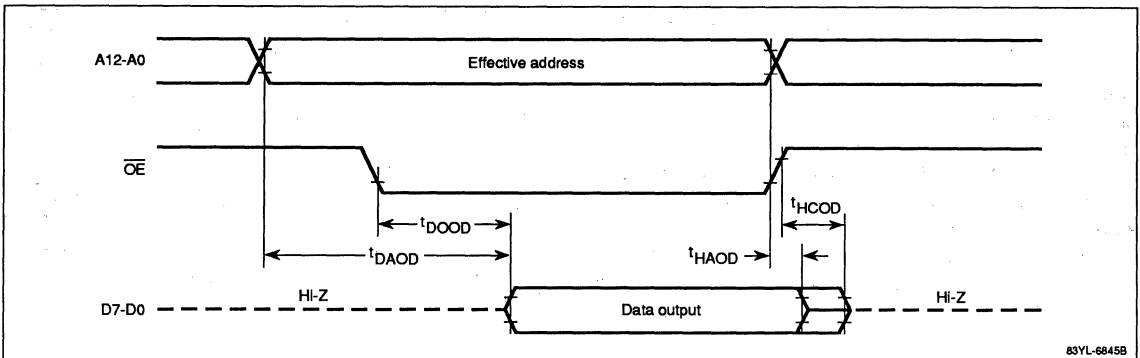 A12-A0
Effective address
OE
tHCOD
tDOOD
tDAOD
tHAOD
D7-D0
Hi-Z
Data output
Hi-Z
83YL-6845B